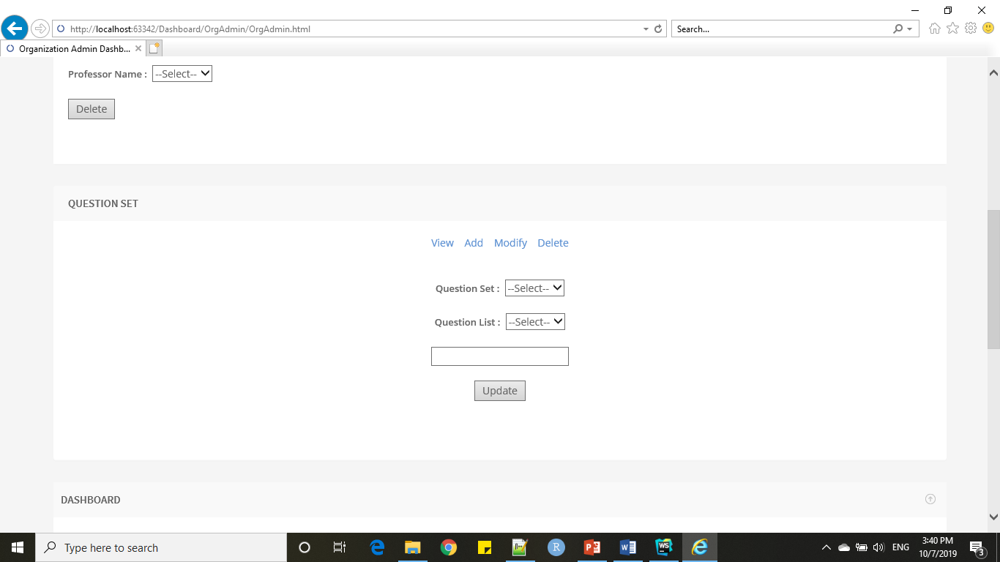 http://localhost:63342/Dashboard/OrgAdmin/OrgAdmin.html
Search...
Organization Admin Dashb...
Professor Name : --Select--
Delete
QUESTION SET
View Add Modify Delete
Question Set : --Select--
Question List : --Select--
Update
DASHBOARD
Type here to search
ENG
3:40 PM
10/7/2019
3